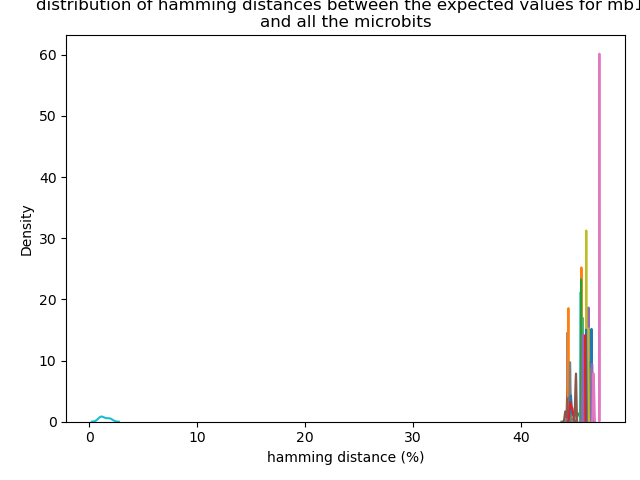 distribution of hamming distances between the expected values for mb1
and all the microbits
60
50
40
30
20
10
0
Density
0 10 20 30 40
hamming distance (%)